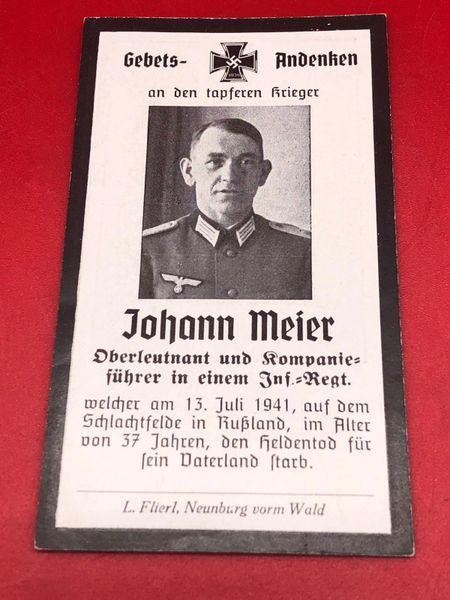 Gebets- Andenken
an den tapferen Krieger
Johann Meier
Oberleutnant und Kompanie-
führer in einem Inf.-Regt.
welcher am 13. Juli 1941, auf dem
Schlachtfelde in Rußland, im Alter
von 37 Jahren, den Heldentod für
sein Vaterland starb.
L. Flierl, Neunburg vorm Wald